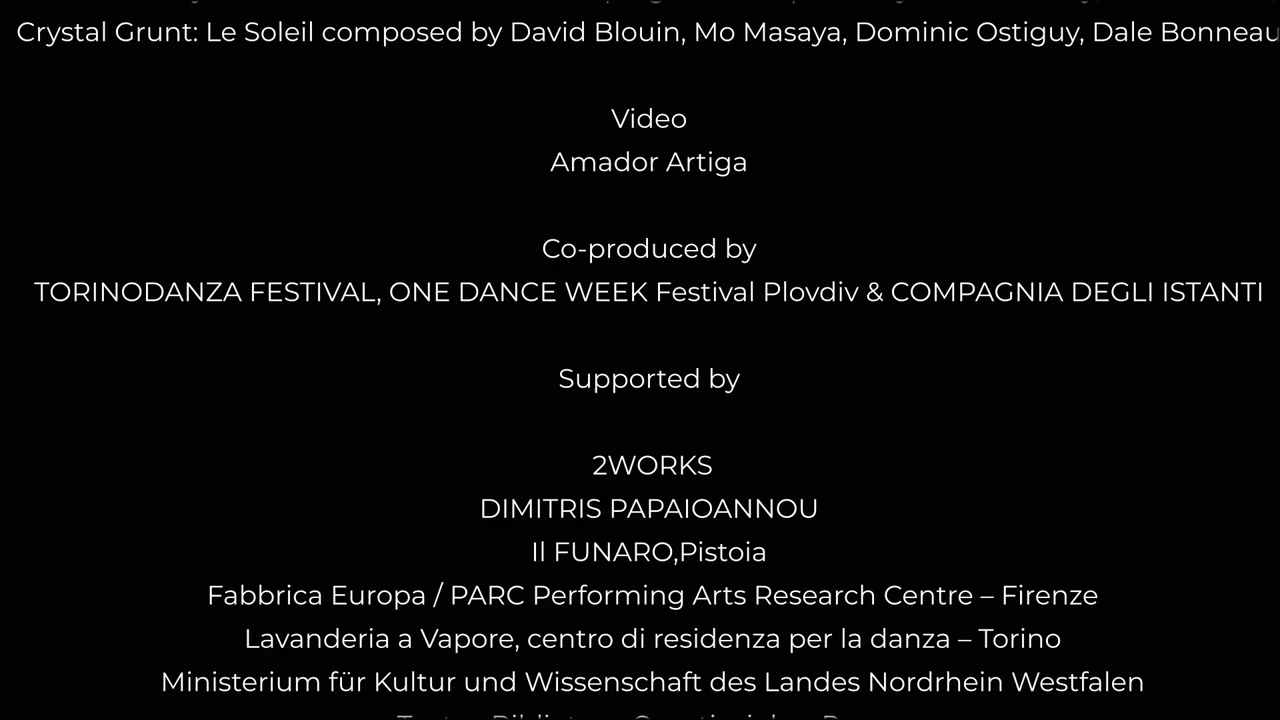 Crystal Grunt: Le Soleil composed by David Blouin, Mo Masaya, Dominic Ostiguy, Dale Bonneau
Video
Amador Artiga
Co-produced by
TORINODANZA FESTIVAL, ONE DANCE WEEK Festival Plovdiv & COMPAGNIA DEGLI ISTANTI
Supported by
2WORKS
DIMITRIS PAPAIOANNOU
Il FUNARO,Pistoia
Fabbrica Europa / PARC Performing Arts Research Centre – Firenze
Lavanderia a Vapore, centro di residenza per la danza – Torino
Ministerium für Kultur und Wissenschaft des Landes Nordrhein Westfalen